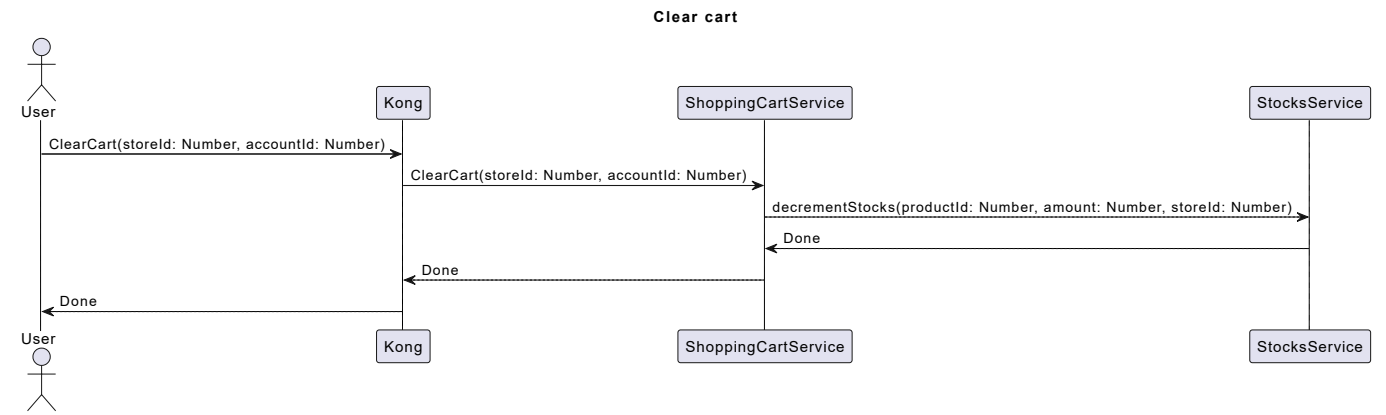 Clear cart
User
Kong
ShoppingCartService
StocksService
ClearCart(storeId: Number, accountId: Number)
ClearCart(storeId: Number, accountId: Number)
decrementStocks(productId: Number, amount: Number, storeId: Number)
Done
Done
Done
User
Kong
ShoppingCartService
StocksService